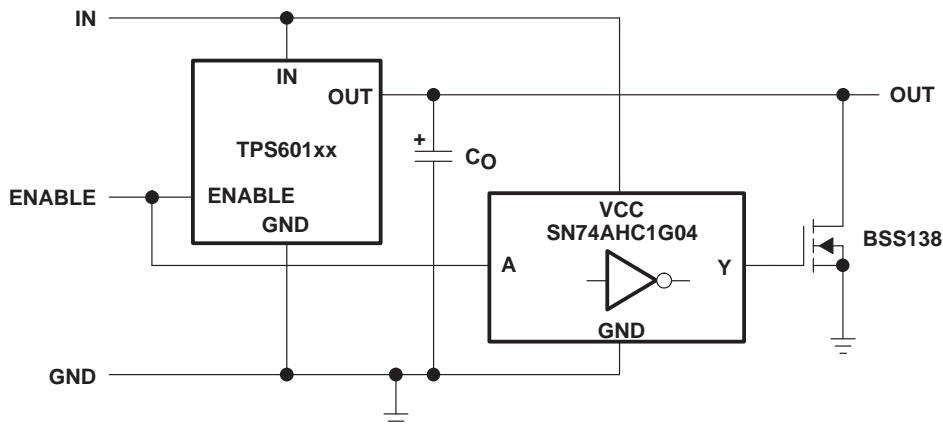 IN
IN
OUT
OUT
TPS601xx
+
CO
ENABLE
ENABLE
GND
VCC
SN74AHC1G04
BSS138
A
Y
GND
GND